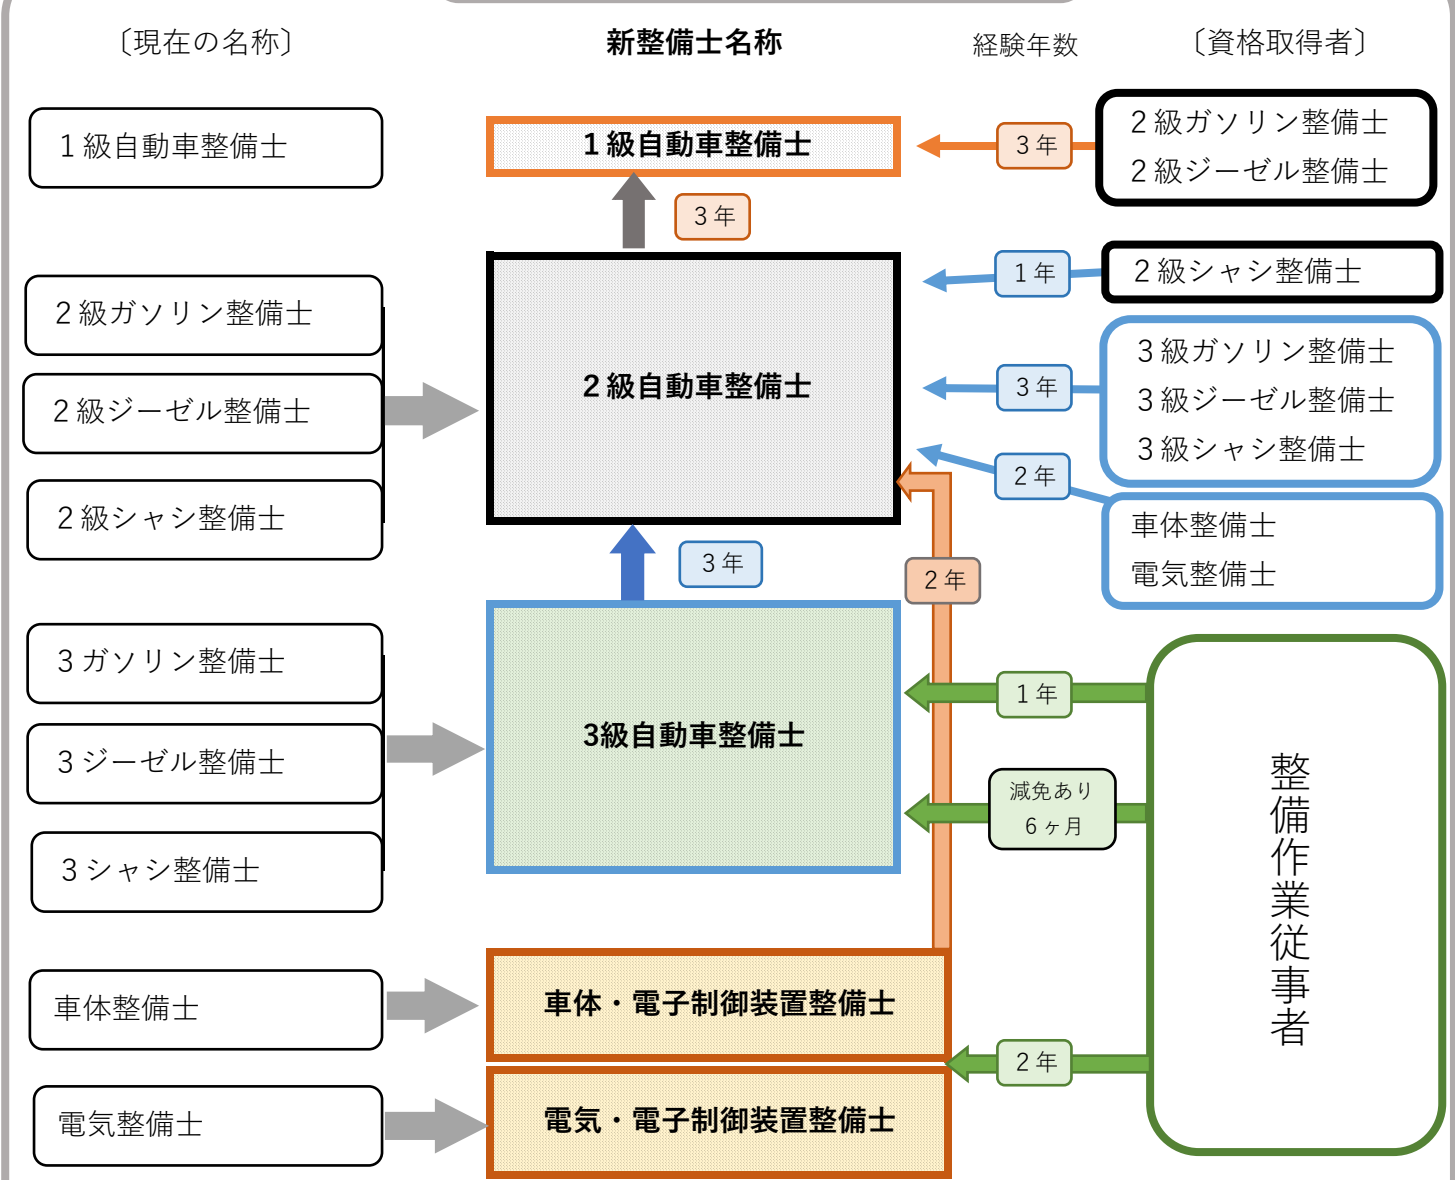 〔現在の名称〕
新整備士名称
経験年数
〔資格取得者〕
1級自動車整備士
1級自動車整備士
3年
2級ガソリン整備士
2級ジーゼル整備士
3年
2級ガソリン整備士
2級ジーゼル整備士
2級シャシ整備士
2級自動車整備士
1年
2級シャシ整備士
3年
3級ガソリン整備士
3級ジーゼル整備士
3級シャシ整備士
2年
車体整備士
電気整備士
3年
2年
3ガソリン整備士
3ジーゼル整備士
3シャシ整備士
3級自動車整備士
1年
減免あり
6ヶ月
整備作業従事者
車体整備士
車体・電子制御装置整備士
2年
電気整備士
電気・電子制御装置整備士